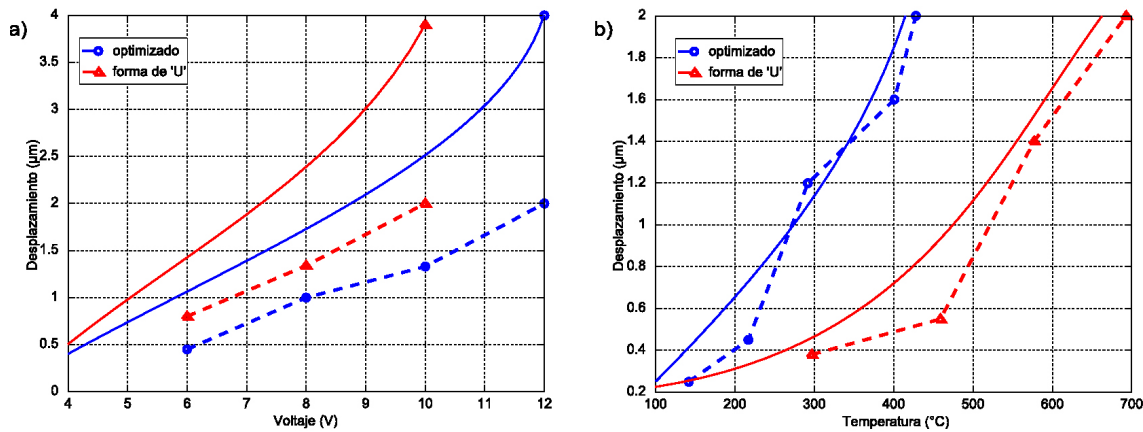 a)
Desplazamiento (μm)
4
3.5
3
2.5
2
1.5
1
0.5
0
optimizado
forma de 'U'
4 5 6 7 8 9 10 11 12
Voltaje (V)
b)
Desplazamiento (μm)
2
1.8
1.6
1.4
1.2
1
0.8
0.6
0.4
0.2
optimizado
forma de 'U'
100 200 300 400 500 600 700
Temperatura (°C)